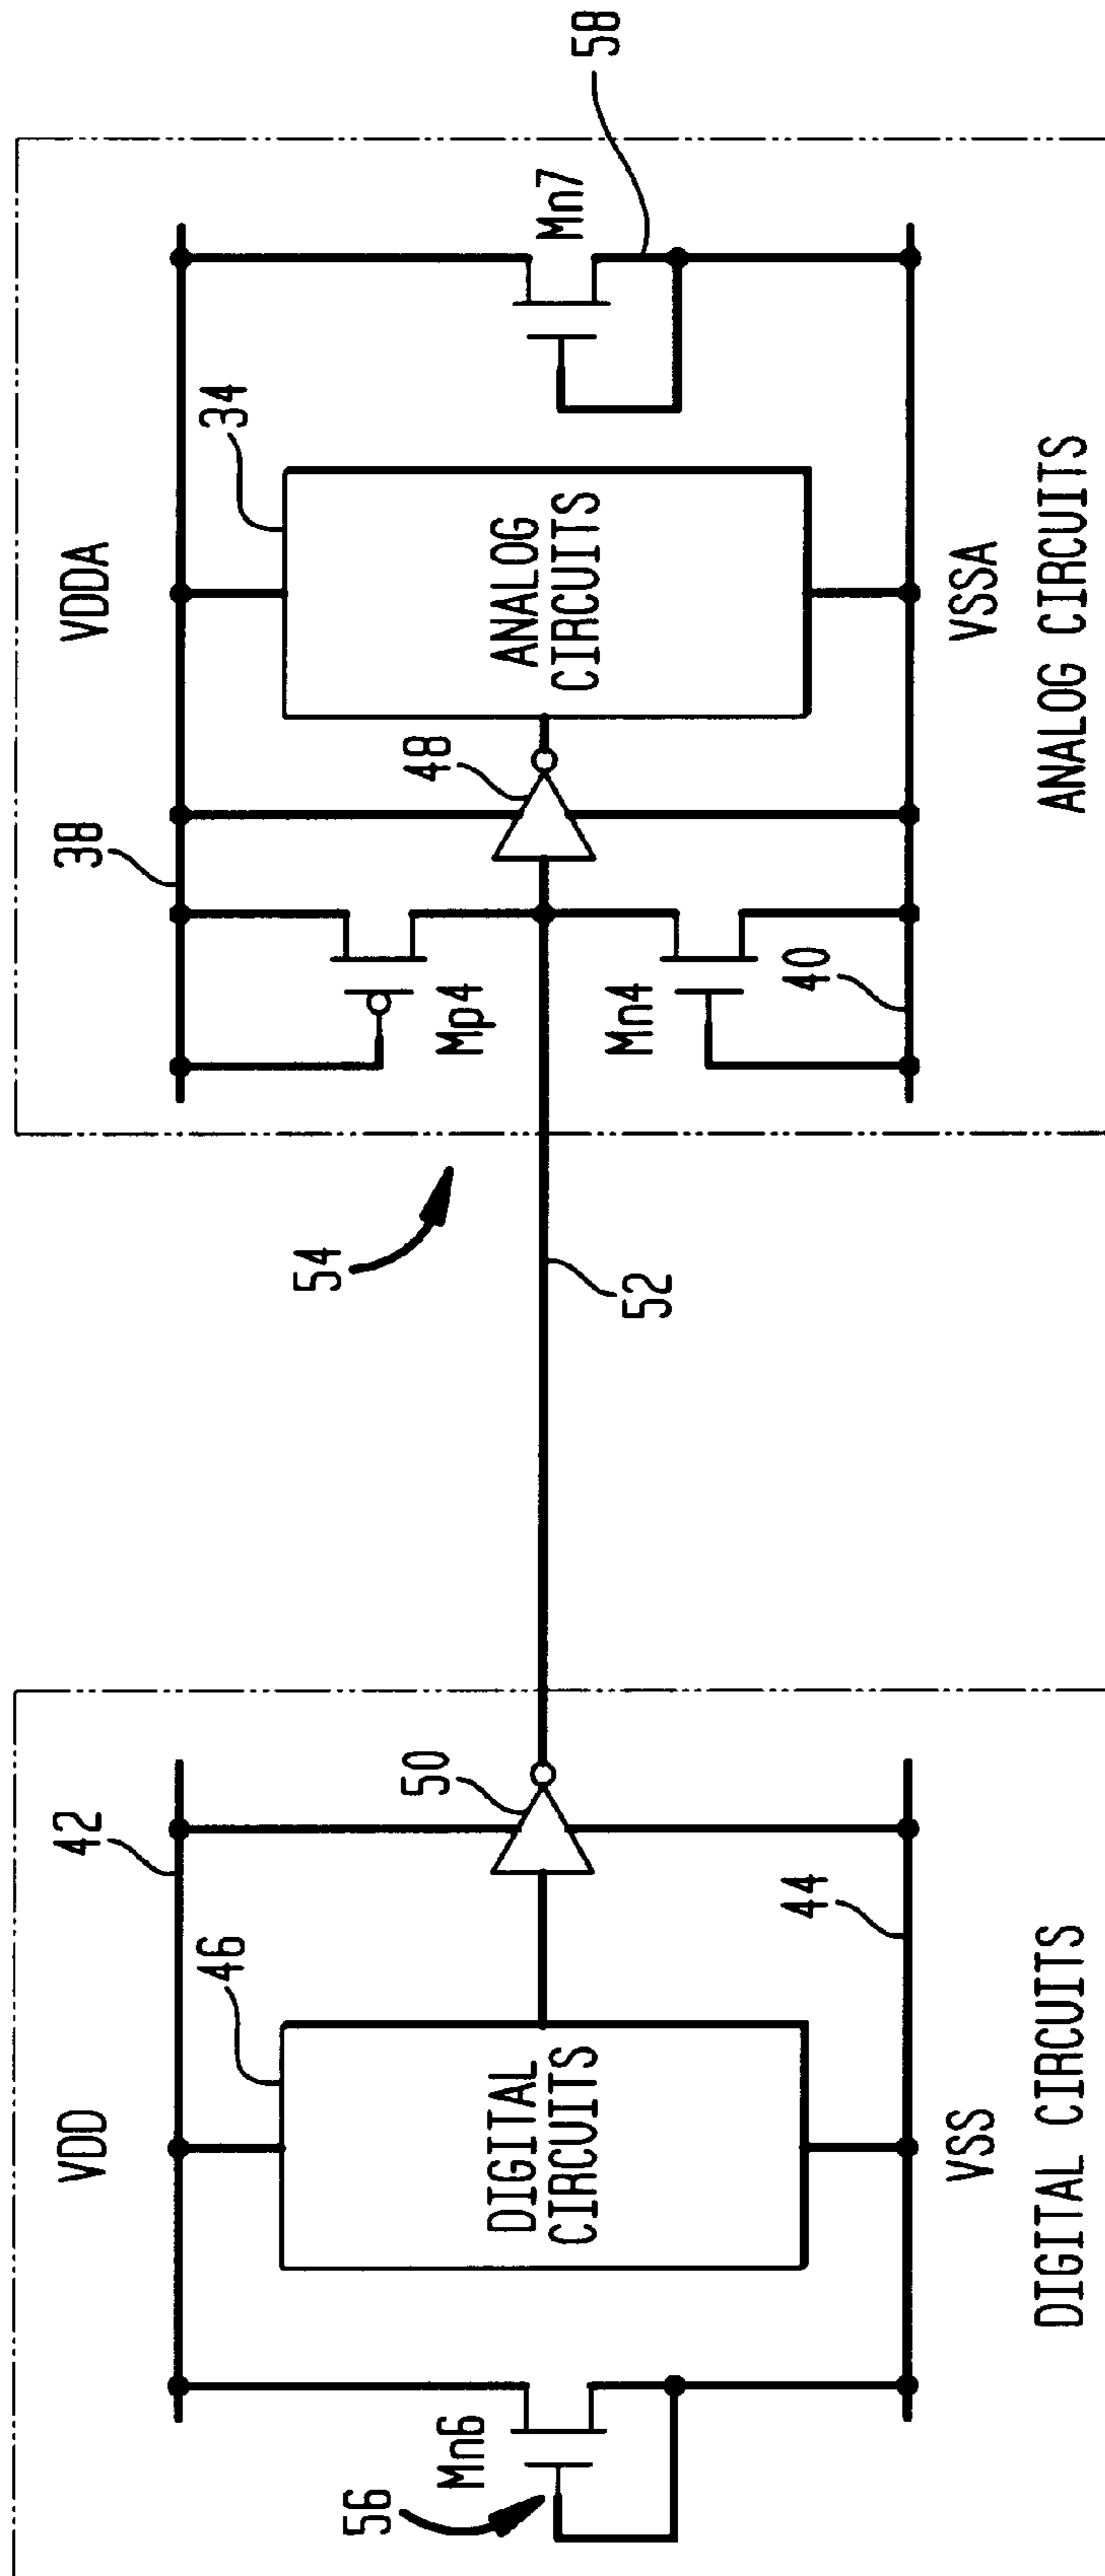 VDD
42
46
DIGITAL
CIRCUITS
50
Mn6
56
44
VSS
DIGITAL CIRCUITS
52
54
VDDA
38
34
48
ANALOG
CIRCUITS
Mp4
Mn4
40
Mn7
58
VSSA
ANALOG CIRCUITS